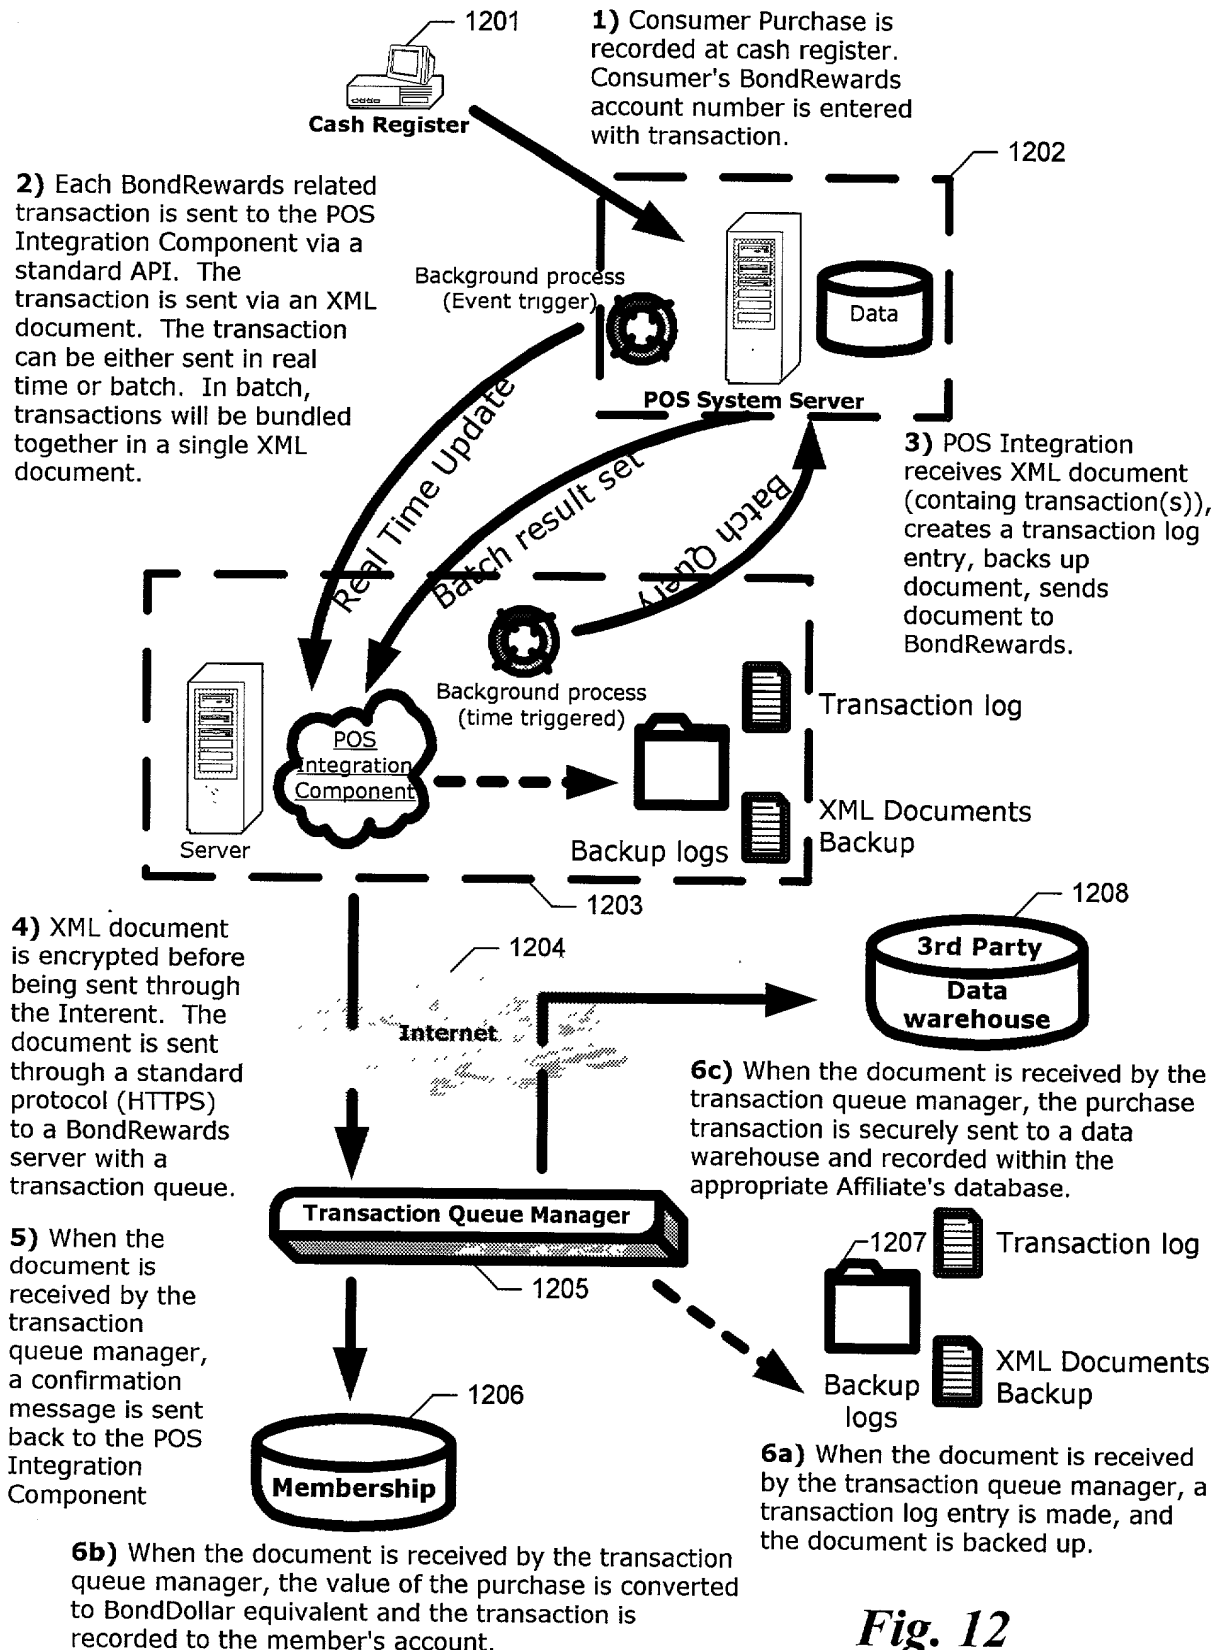 1201
1) Consumer Purchase is
recorded at cash register.
Consumer's BondRewards
account number is entered
with transaction.
Cash Register
1202
2) Each BondRewards related
transaction is sent to the POS
Integration Component via a
standard API. The
transaction is sent via an XML
document. The transaction
can be either sent in real
time or batch. In batch,
transactions will be bundled
together in a single XML
document.
Background process
(Event trigger)
Data
POS System Server
Real Time Update
Batch result set
Batch Query
3) POS Integration
receives XML document
(containg transaction(s)),
creates a transaction log
entry, backs up
document, sends
document to
BondRewards.
Background process
(time triggered)
Transaction log
POS
Integration
Component
Server
Backup logs
XML Documents
Backup
1203
4) XML document
is encrypted before
being sent through
the Interent. The
document is sent
through a standard
protocol (HTTPS)
to a BondRewards
server with a
transaction queue.
1204
Internet
1208
3rd Party
Data
warehouse
6c) When the document is received by the
transaction queue manager, the purchase
transaction is securely sent to a data
warehouse and recorded within the
appropriate Affiliate's database.
Transaction Queue Manager
1205
5) When the
document is
received by the
transaction
queue manager,
a confirmation
message is sent
back to the POS
Integration
Component
1207
Transaction log
XML Documents
Backup
Backup
logs
1206
Membership
6a) When the document is received
by the transaction queue manager, a
transaction log entry is made, and
the document is backed up.
6b) When the document is received by the transaction
queue manager, the value of the purchase is converted
to BondDollar equivalent and the transaction is
recorded to the member's account.
Fig. 12